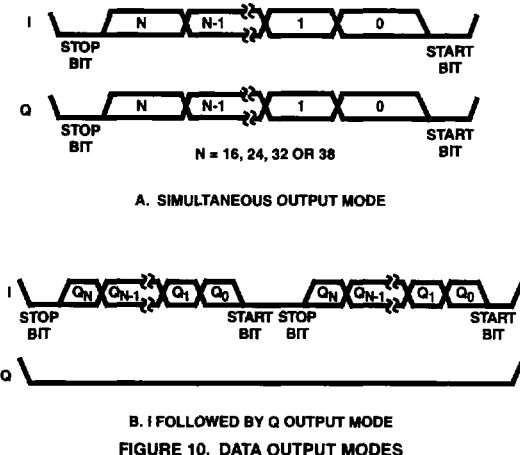 I
N N-1 1 0
STOP BIT START BIT
Q
N N-1 1 0
STOP BIT START BIT
N = 16, 24, 32 OR 38
A. SIMULTANEOUS OUTPUT MODE
I
QN QN-1 Q1 Q0 QN QN-1 Q1 Q0
STOP BIT START BIT STOP BIT START BIT
Q
B. I FOLLOWED BY Q OUTPUT MODE
FIGURE 10. DATA OUTPUT MODES